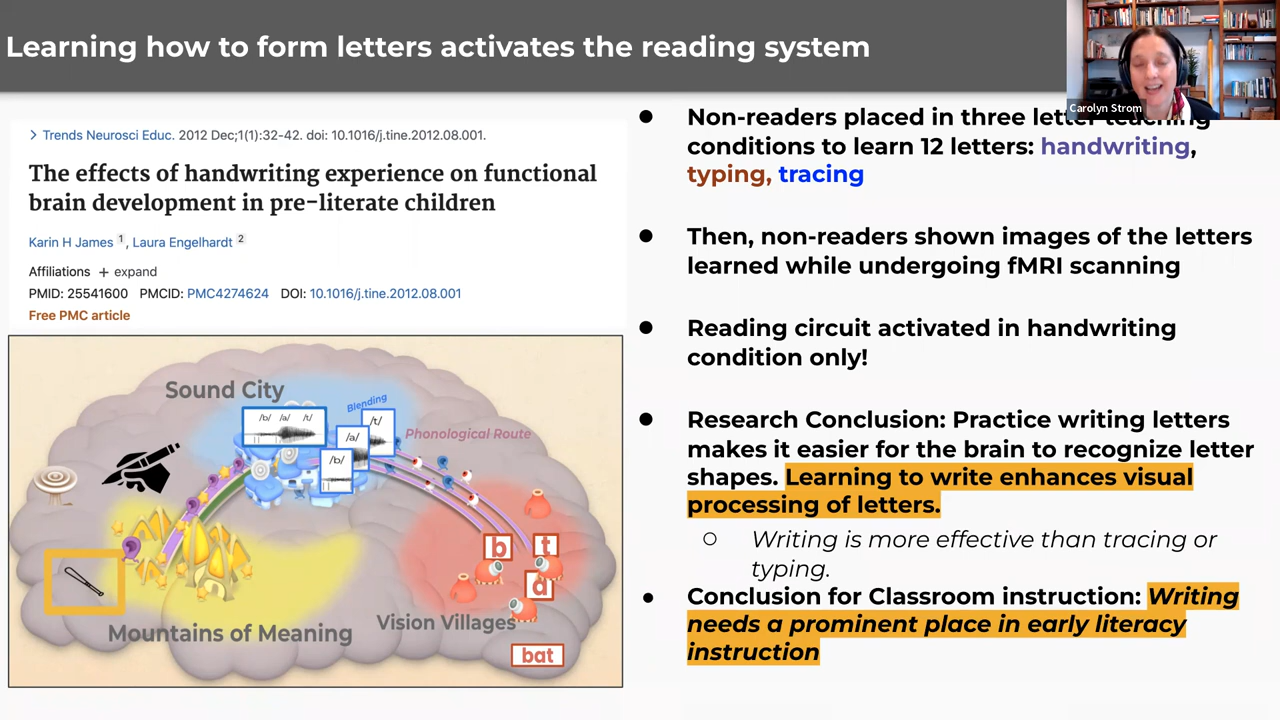 Learning how to form letters activates the reading system
Carolyn Strom
> Trends Neurosci Educ. 2012 Dec;1(1):32-42. doi: 10.1016/j.tine.2012.08.001.
The effects of handwriting experience on functional
brain development in pre-literate children
Karin H James 1, Laura Engelhardt 2
Affiliations + expand
PMID: 25541600 PMCID: PMC4274624 DOI: 10.1016/j.tine.2012.08.001
Free PMC article
Sound City
/b/ /a/ /t/
Blending
/t/
/a/
/b/
Phonological Route
b
t
a
Mountains of Meaning
Vision Villages
bat
● Non-readers placed in three letter teaching
conditions to learn 12 letters: handwriting,
typing, tracing
● Then, non-readers shown images of the letters
learned while undergoing fMRI scanning
● Reading circuit activated in handwriting
condition only!
● Research Conclusion: Practice writing letters
makes it easier for the brain to recognize letter
shapes. Learning to write enhances visual
processing of letters.
○ Writing is more effective than tracing or
typing.
● Conclusion for Classroom instruction: Writing
needs a prominent place in early literacy
instruction